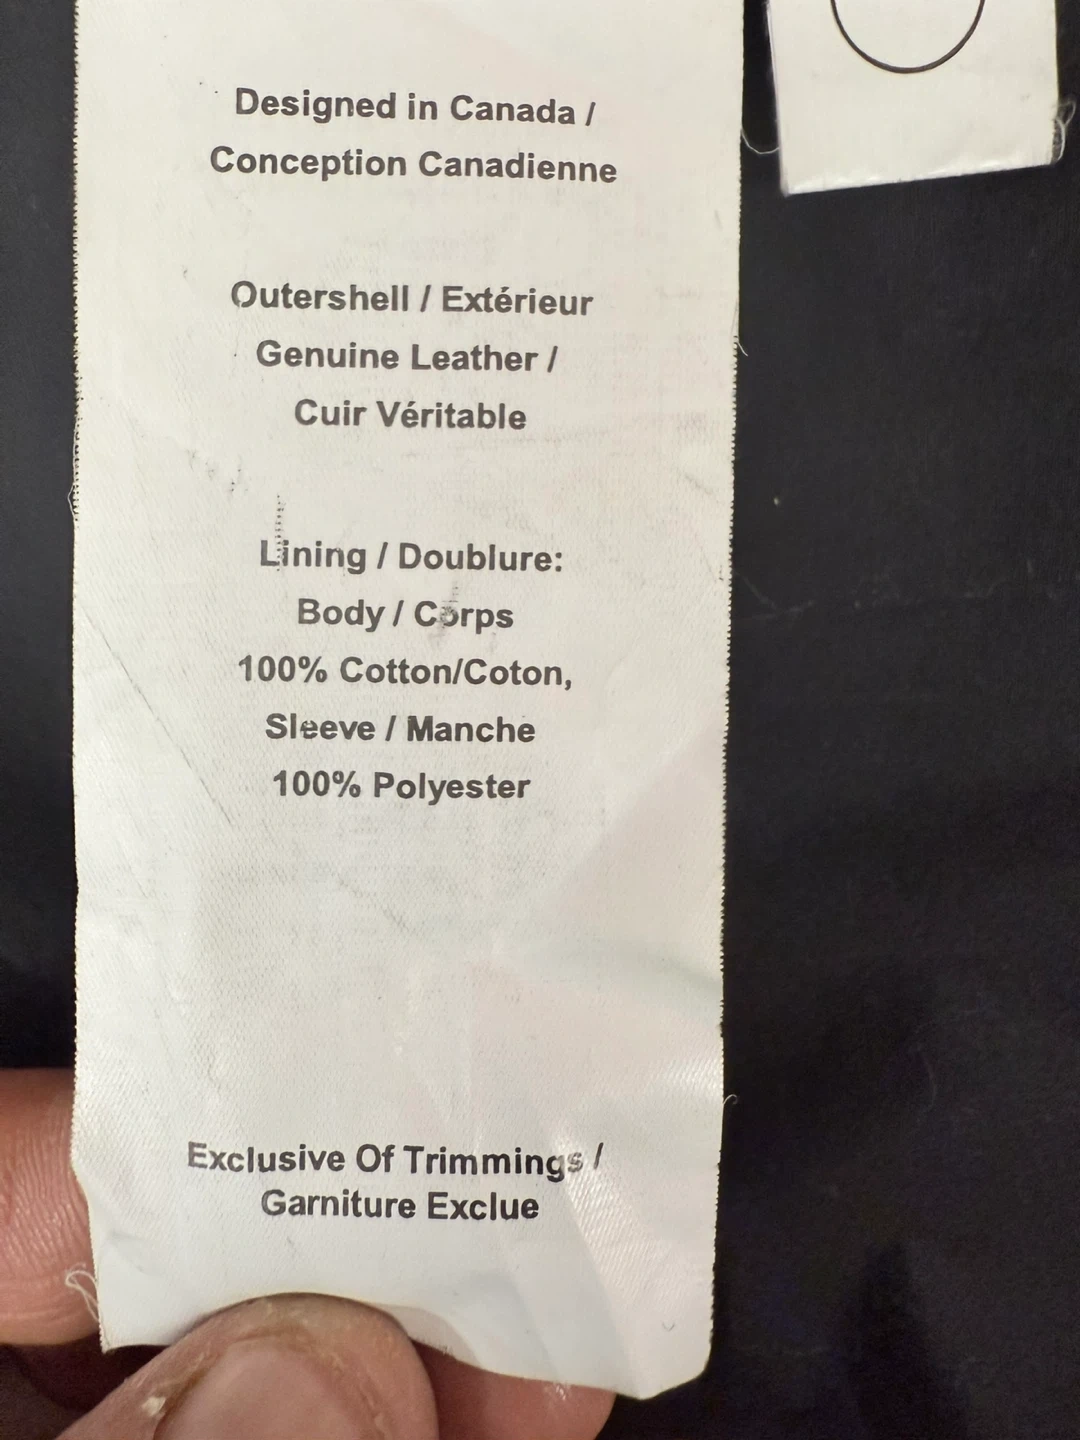 Designed in Canada /
Conception Canadienne
Outershell / Extérieur
Genuine Leather /
Cuir Véritable
Lining / Doublure:
Body / Corps
100% Cotton/Coton,
Sleeve / Manche
100% Polyester
Exclusive Of Trimmings /
Garniture Exclue